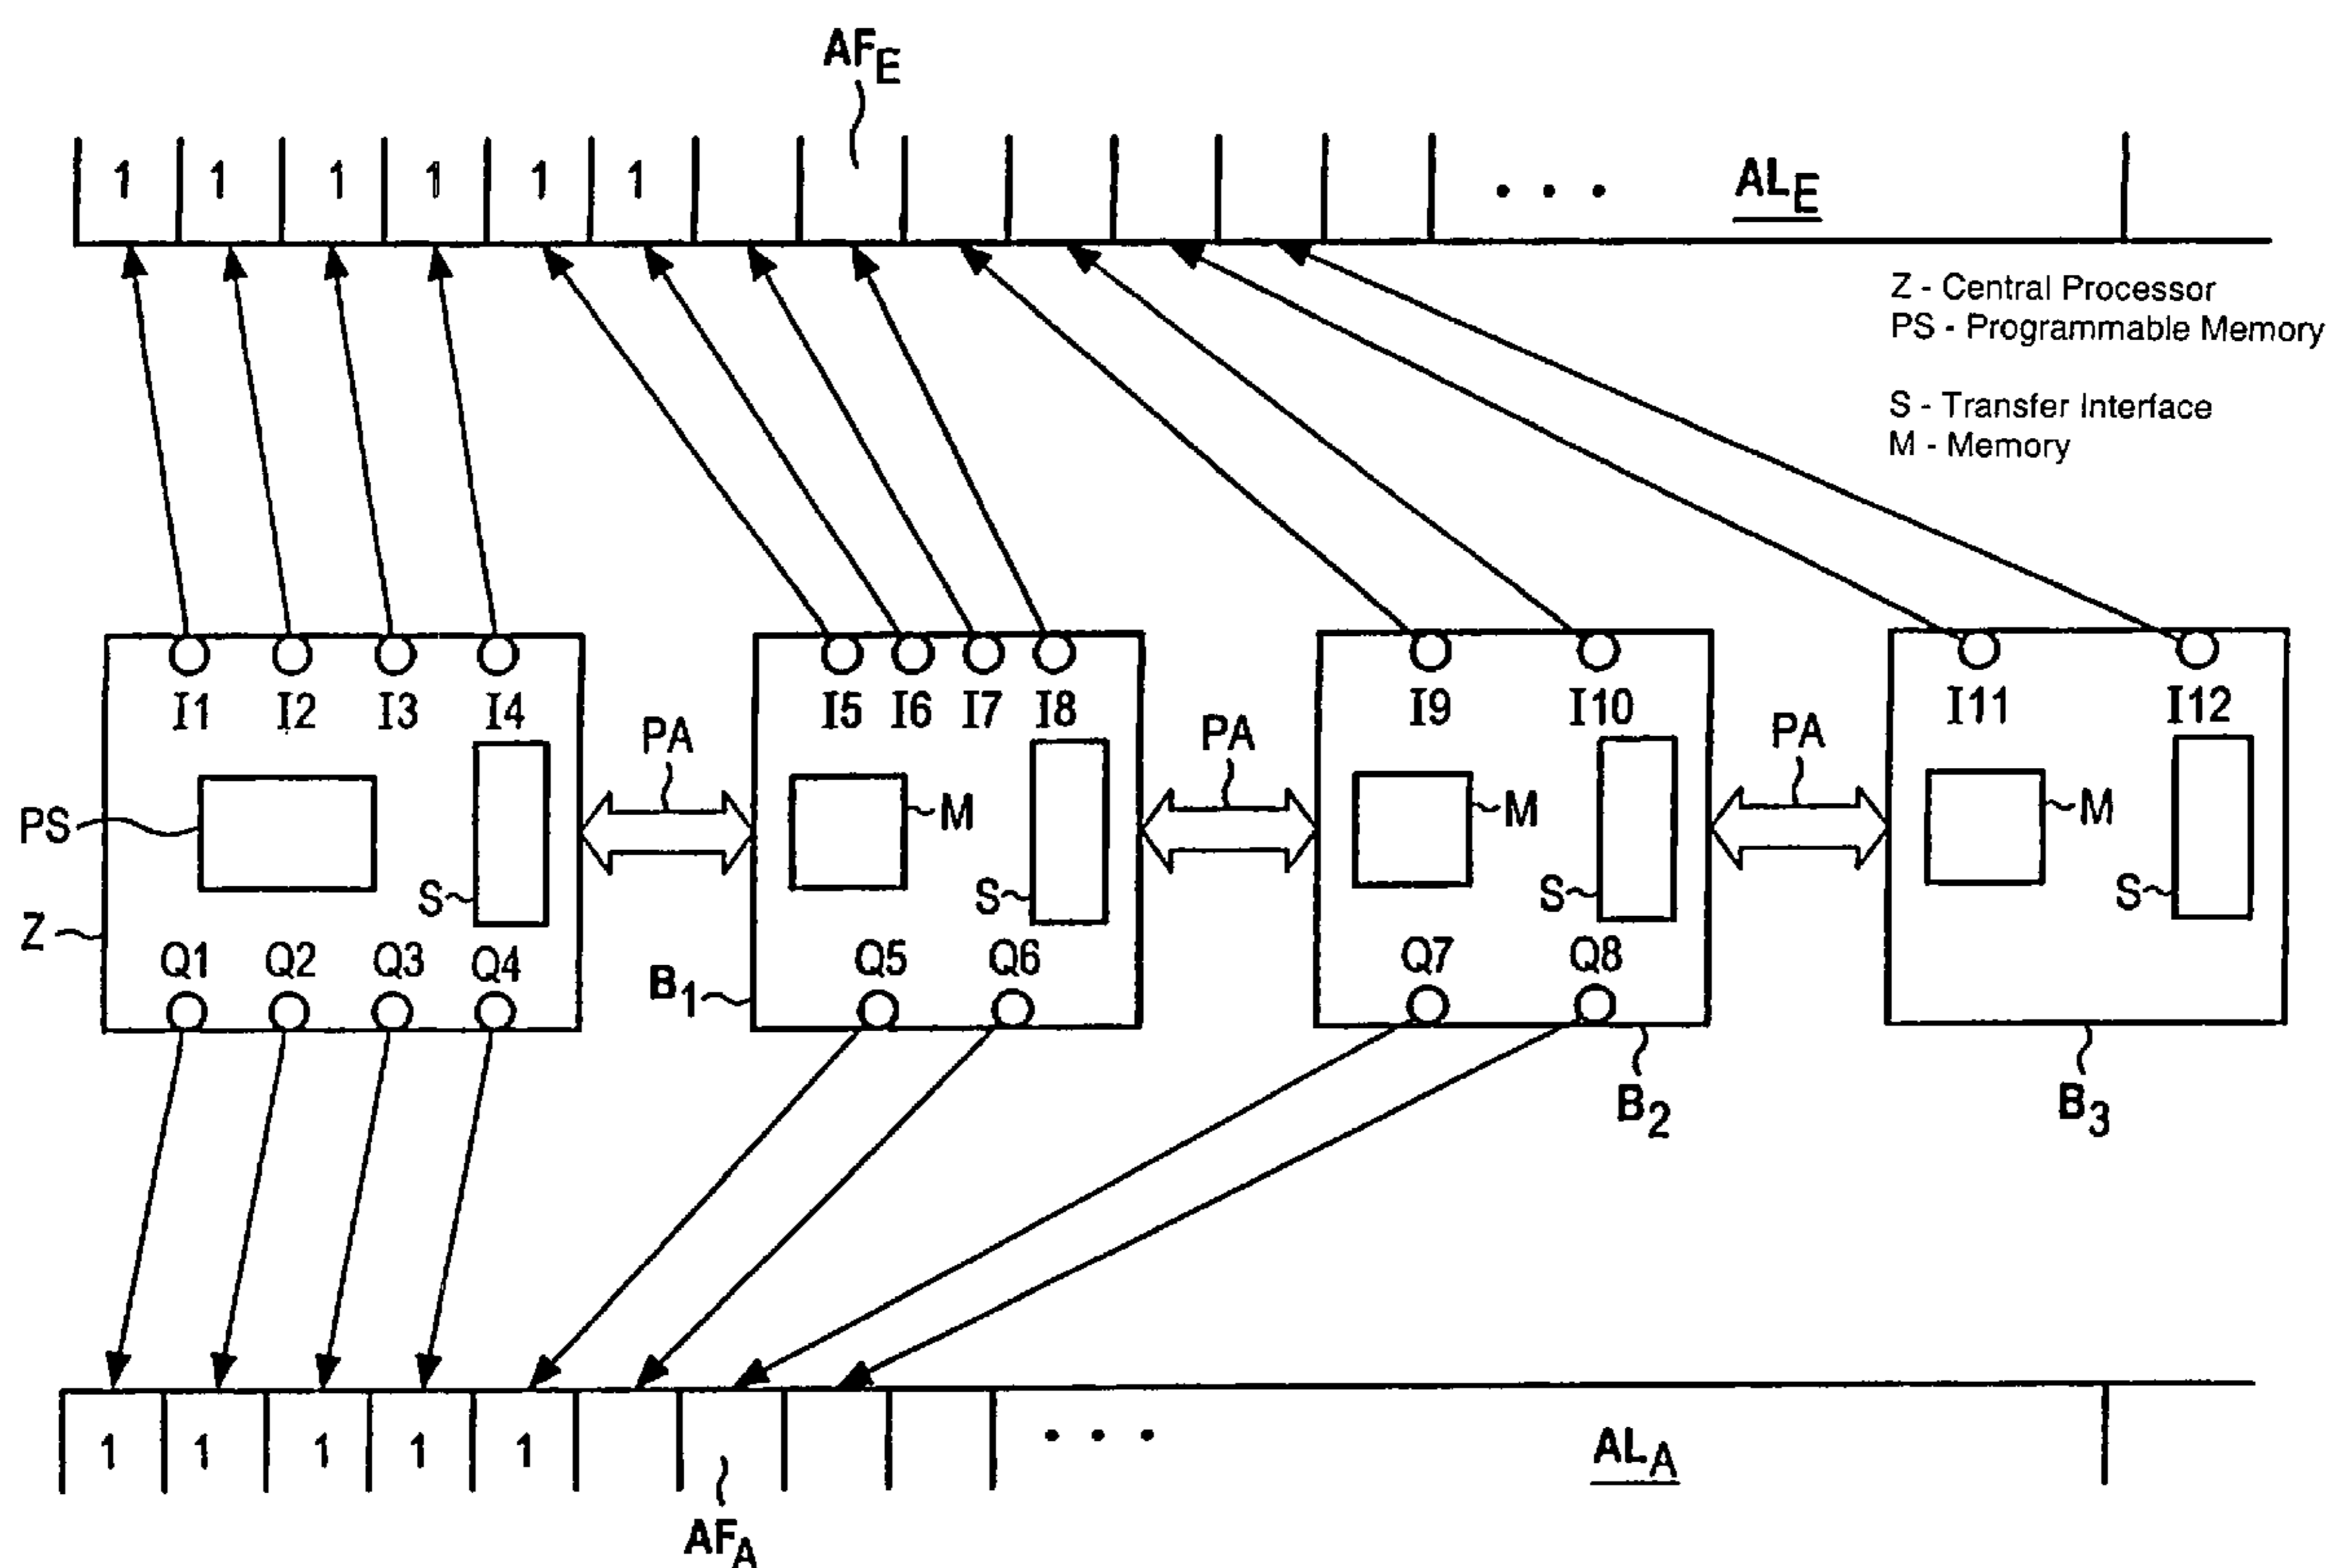 AFE
1 1 1 1 1 1 • • • ALE
Z - Central Processor
PS - Programmable Memory
S - Transfer Interface
M - Memory
I1 I2 I3 I4 I5 I6 I7 I8 I9 I10 I11 I12
PA PA PA
PS M M M
S S S S
Z
Q1 Q2 Q3 Q4 Q5 Q6 Q7 Q8
B1
B2 B3
1 1 1 1 1 • • • ALA
AFA